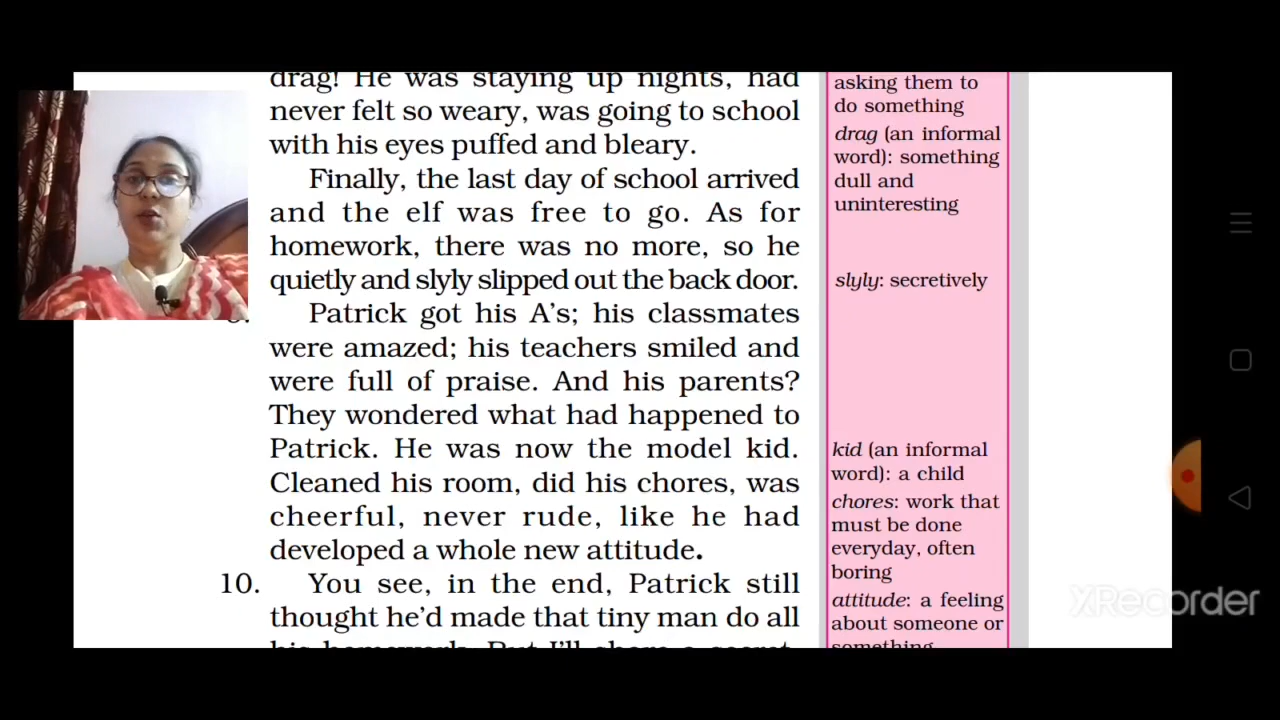 drag! He was staying up nights, had
never felt so weary, was going to school
with his eyes puffed and bleary.
Finally, the last day of school arrived
and the elf was free to go. As for
homework, there was no more, so he
quietly and slyly slipped out the back door.
Patrick got his A's; his classmates
were amazed; his teachers smiled and
were full of praise. And his parents?
They wondered what had happened to
Patrick. He was now the model kid.
Cleaned his room, did his chores, was
cheerful, never rude, like he had
developed a whole new attitude.
10. You see, in the end, Patrick still
thought he'd made that tiny man do all
his homework. But I'll share a secret,
asking them to
do something
drag (an informal
word): something
dull and
uninteresting
slyly: secretively
kid (an informal
word): a child
chores: work that
must be done
everyday, often
boring
attitude: a feeling
about someone or
something
XRecorder